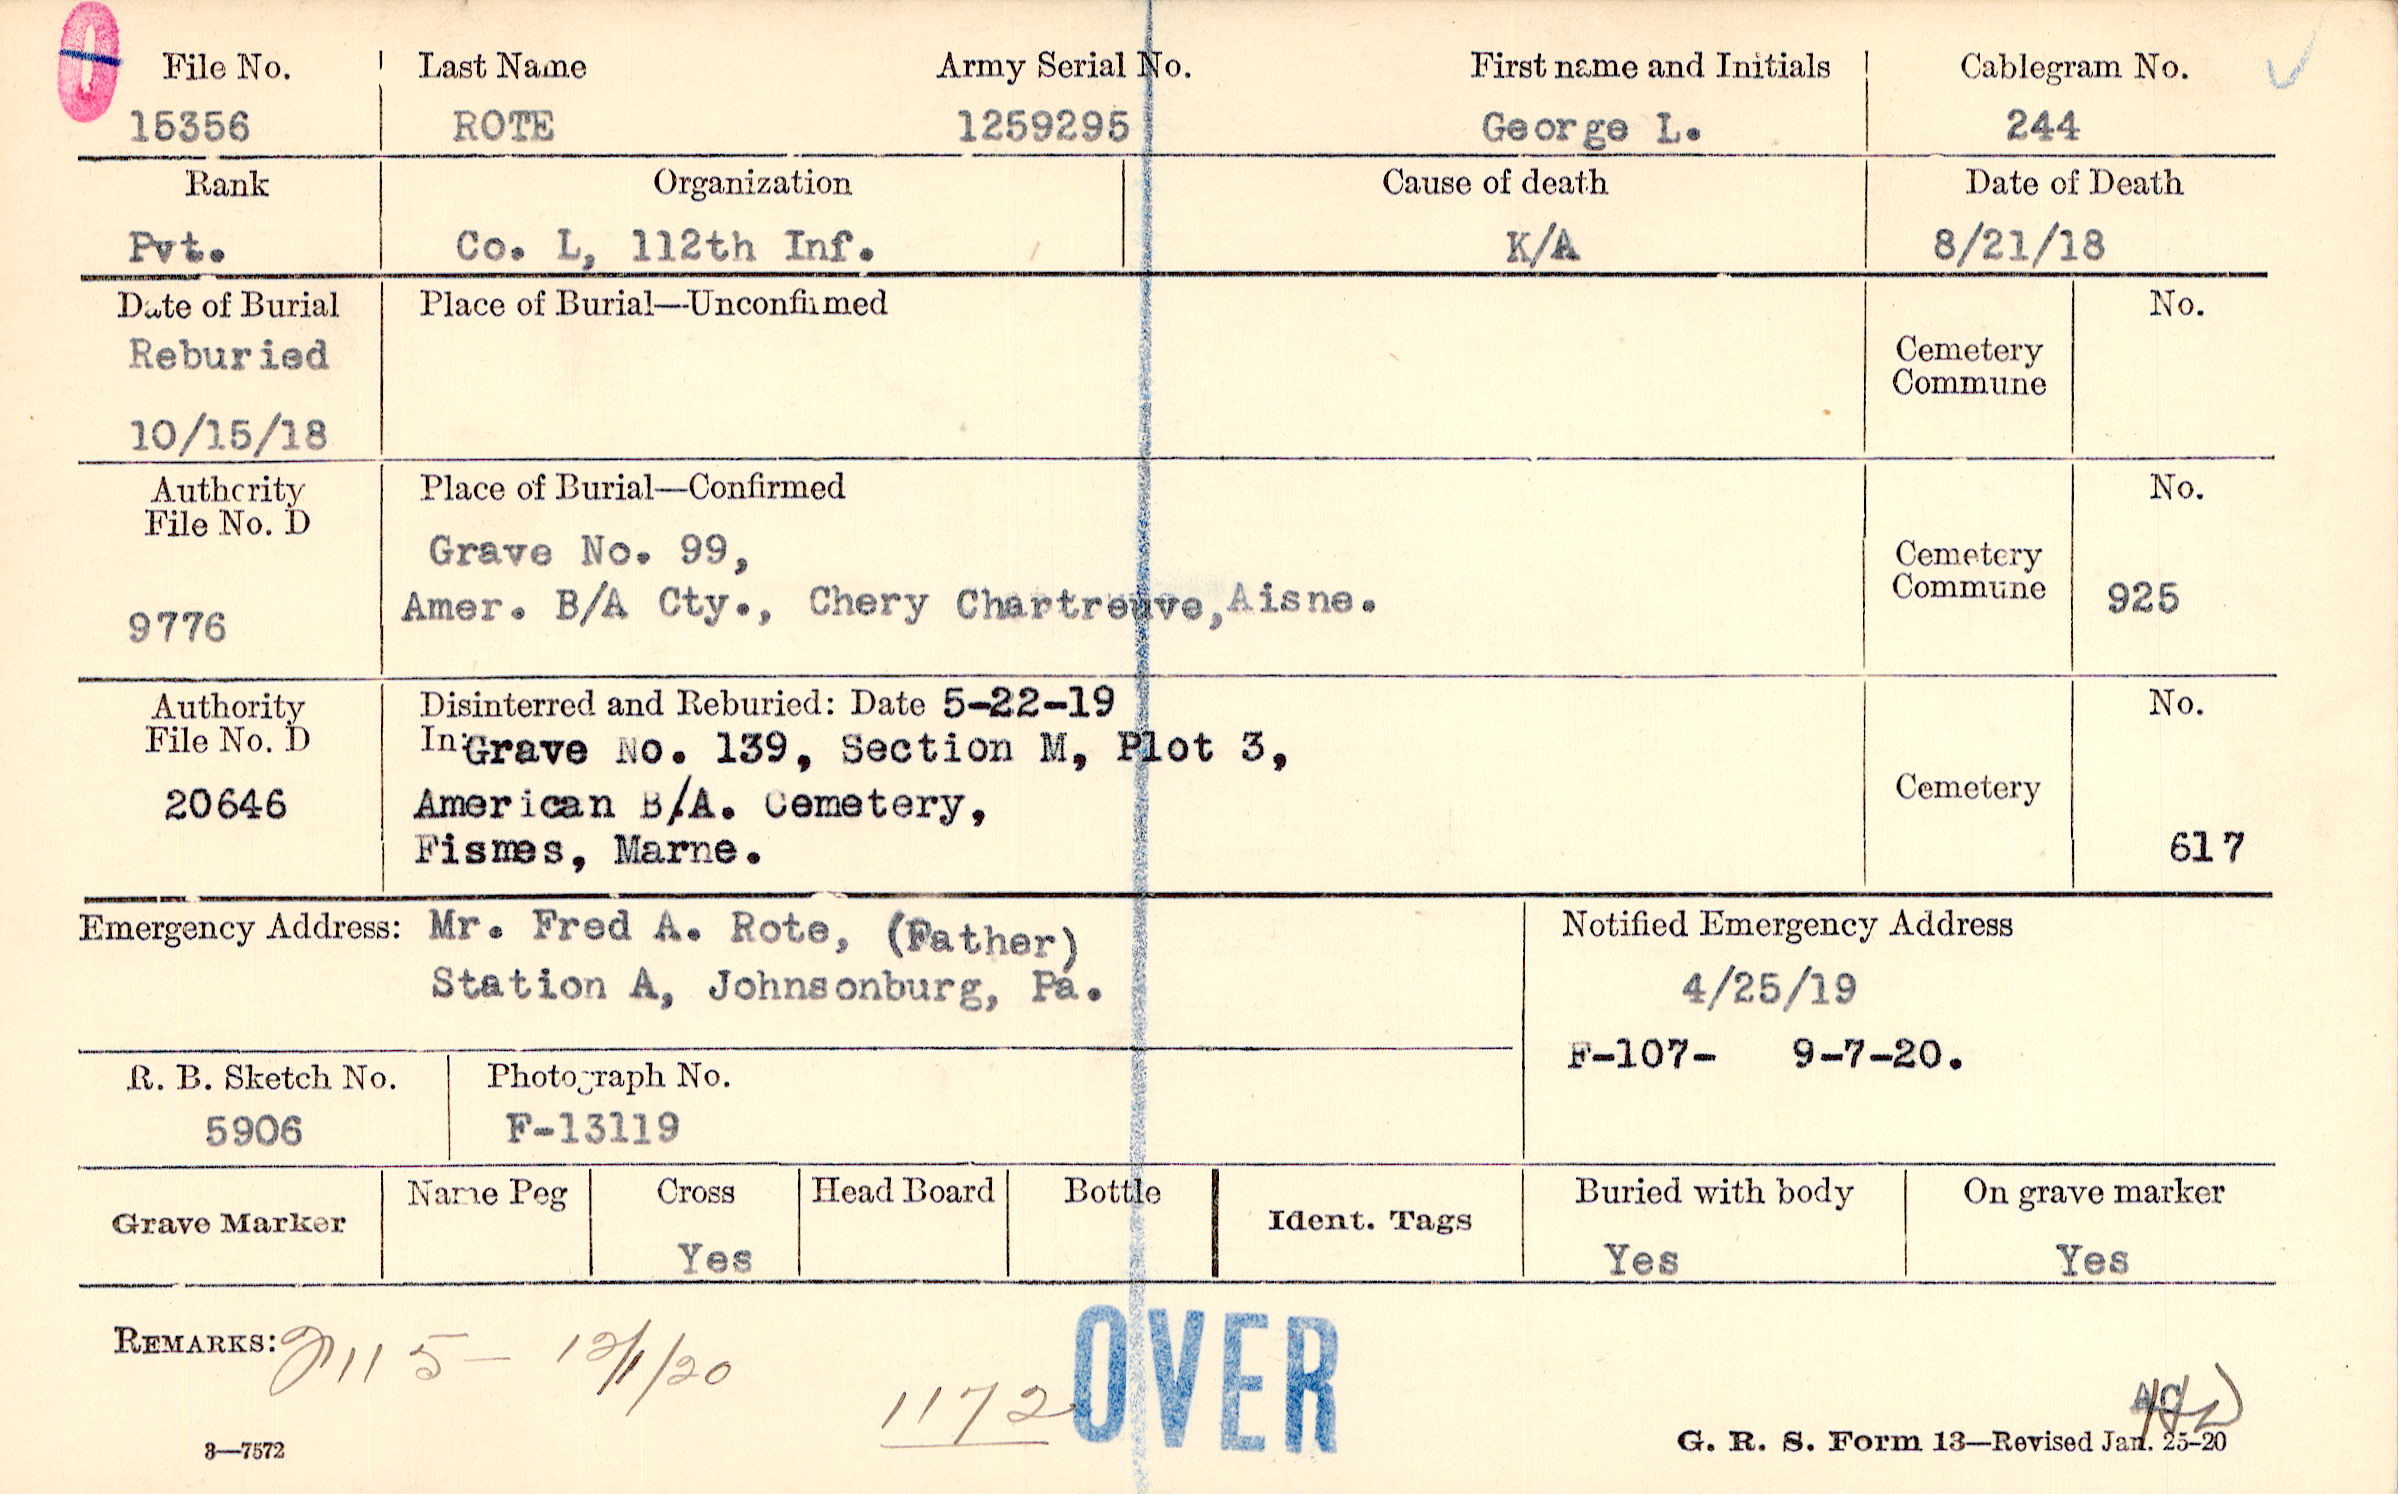 File No. Last Name Army Serial No. First name and Initials Cablegram No.
15356 ROTE 1259295 George L. 244
Rank Organization Cause of death Date of Death
Pvt. Co. L, 112th Inf. K/A 8/21/18
Date of Burial Place of Burial—Unconfirmed No.
Reburied Cemetery
Commune
10/15/18
Authority Place of Burial—Confirmed No.
File No. D
Grave No. 99, Cemetery
9776 Amer. B/A Cty., Chery Chartreuve, Aisne. Commune 925
Authority Disinterred and Reburied: Date 5-22-19 No.
File No. D In: Grave No. 139, Section M, Plot 3,
20646 American B/A. Cemetery, Cemetery
Fismes, Marne. 617
Emergency Address: Mr. Fred A. Rote, (Father) Notified Emergency Address
Station A, Johnsonburg, Pa. 4/25/19
F-107- 9-7-20.
R. B. Sketch No. Photograph No.
5906 F-13119
Grave Marker Name Peg Cross Head Board Bottle Ident. Tags Buried with body On grave marker
Yes Yes Yes
REMARKS: 115- 12/1/20
1172 OVER
3—7572 G. R. S. Form 13—Revised Jan. 25-20